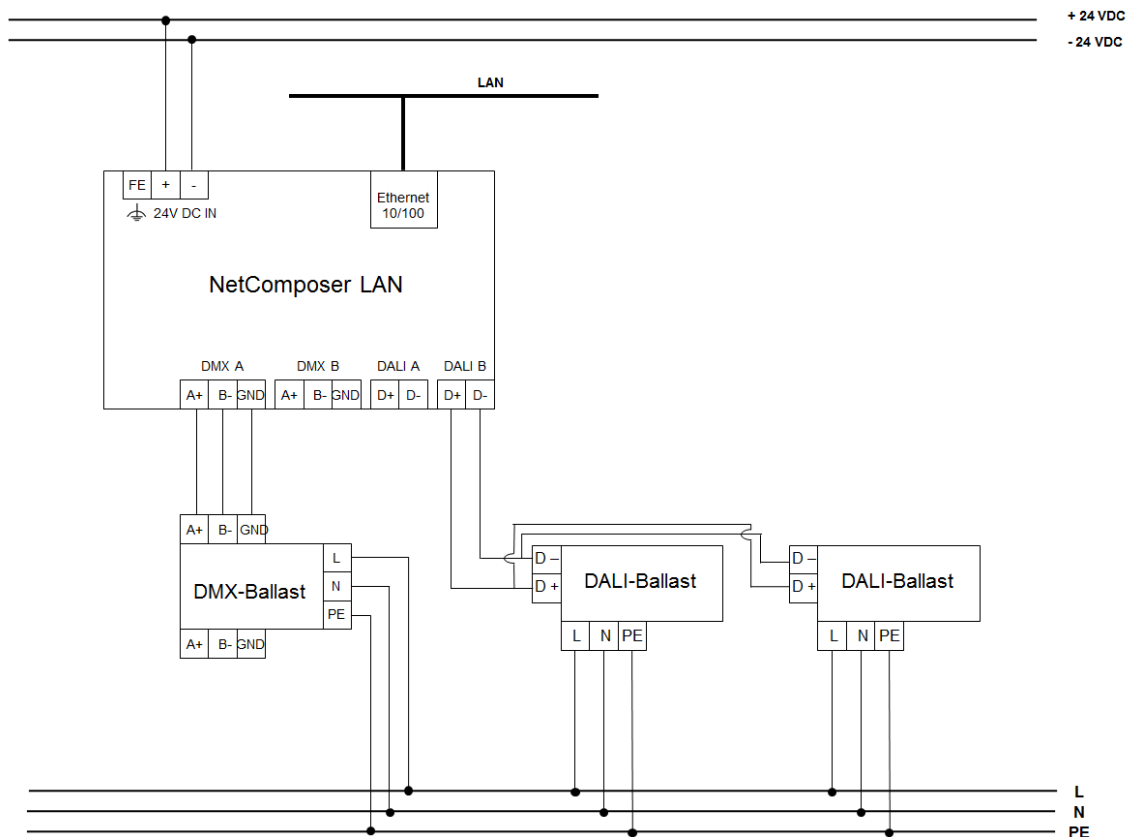 + 24 VDC
- 24 VDC
LAN
FE + -
24V DC IN
Ethernet
10/100
NetComposer LAN
DMX A DMX B DALI A DALI B
A+ B- GND A+ B- GND D+ D- D+ D-
A+ B- GND
DMX-Ballast
L
N
PE
A+ B- GND
D –
D +
DALI-Ballast
L N PE
D –
D +
DALI-Ballast
L N PE
L
N
PE